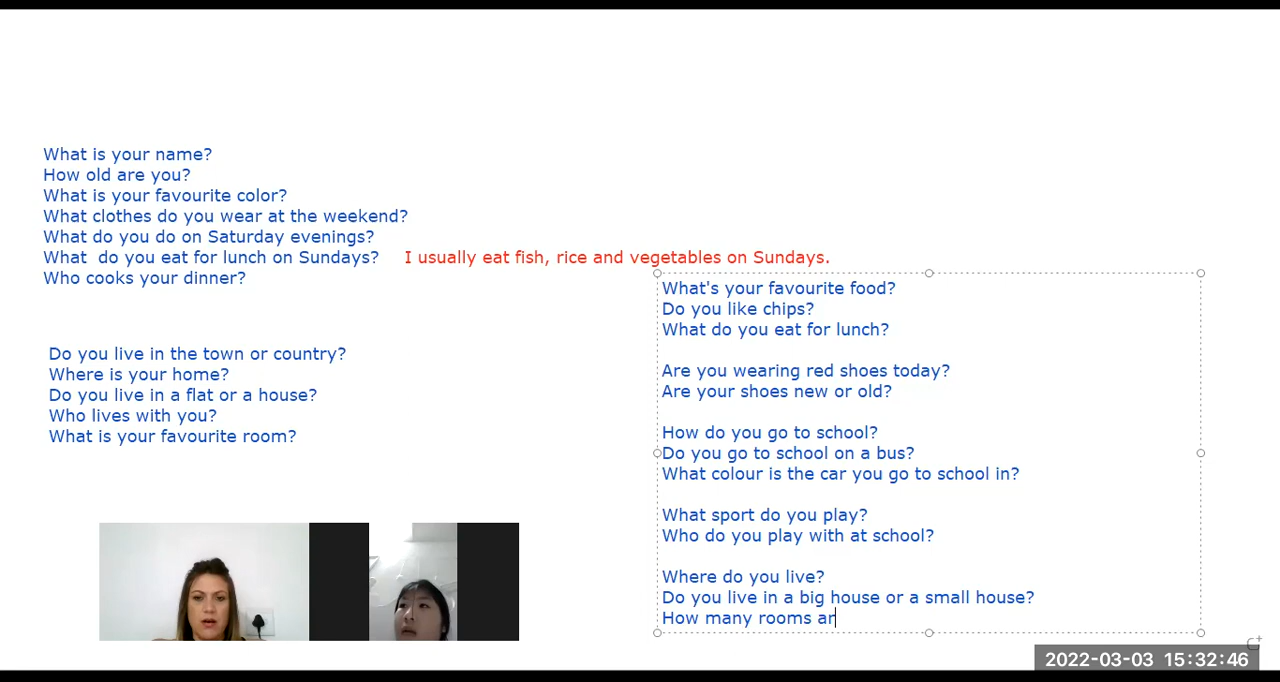 What is your name?
How old are you?
What is your favourite color?
What clothes do you wear at the weekend?
What do you do on Saturday evenings?
What  do you eat for lunch on Sundays?
I usually eat fish, rice and vegetables on Sundays.
Who cooks your dinner?
Do you live in the town or country?
Where is your home?
Do you live in a flat or a house?
Who lives with you?
What is your favourite room?
What's your favourite food?
Do you like chips?
What do you eat for lunch?
Are you wearing red shoes today?
Are your shoes new or old?
How do you go to school?
Do you go to school on a bus?
What colour is the car you go to school in?
What sport do you play?
Who do you play with at school?
Where do you live?
Do you live in a big house or a small house?
How many rooms ar
2022-03-03 15:32:46